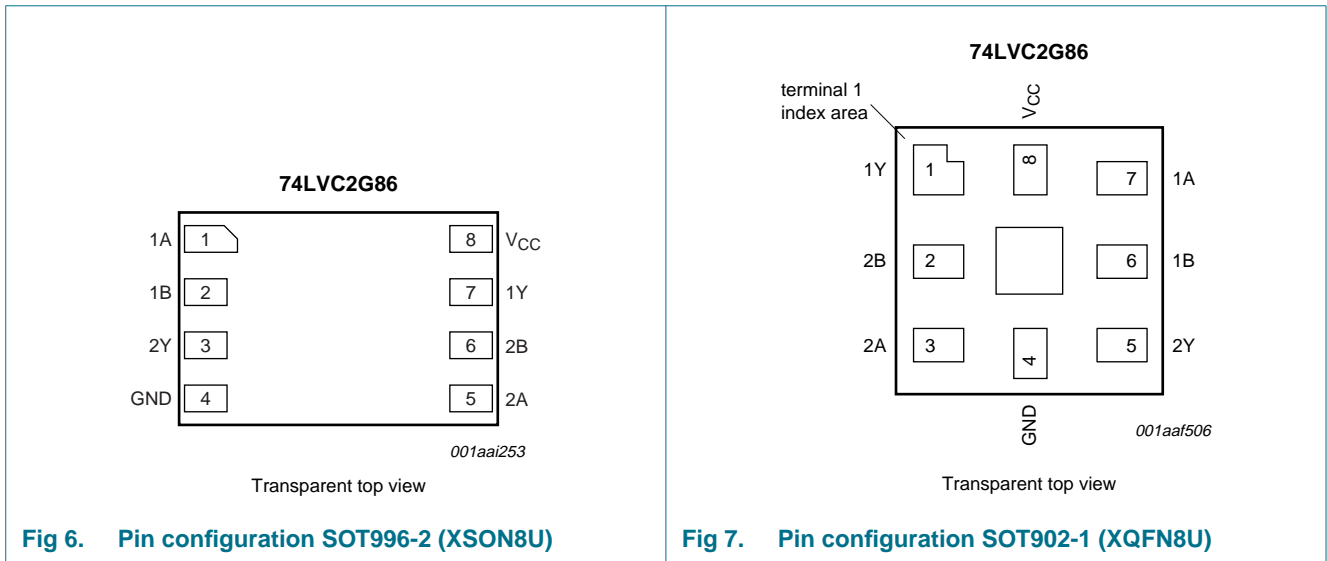 74LVC2G86
1A 1 8 VCC
1B 2 7 1Y
2Y 3 6 2B
GND 4 5 2A
001aai253
Transparent top view
Fig 6. Pin configuration SOT996-2 (XSON8U)
74LVC2G86
terminal 1
index area
VCC
1Y 1 8 7 1A
2B 2 6 1B
2A 3 4 5 2Y
GND
001aaf506
Transparent top view
Fig 7. Pin configuration SOT902-1 (XQFN8U)